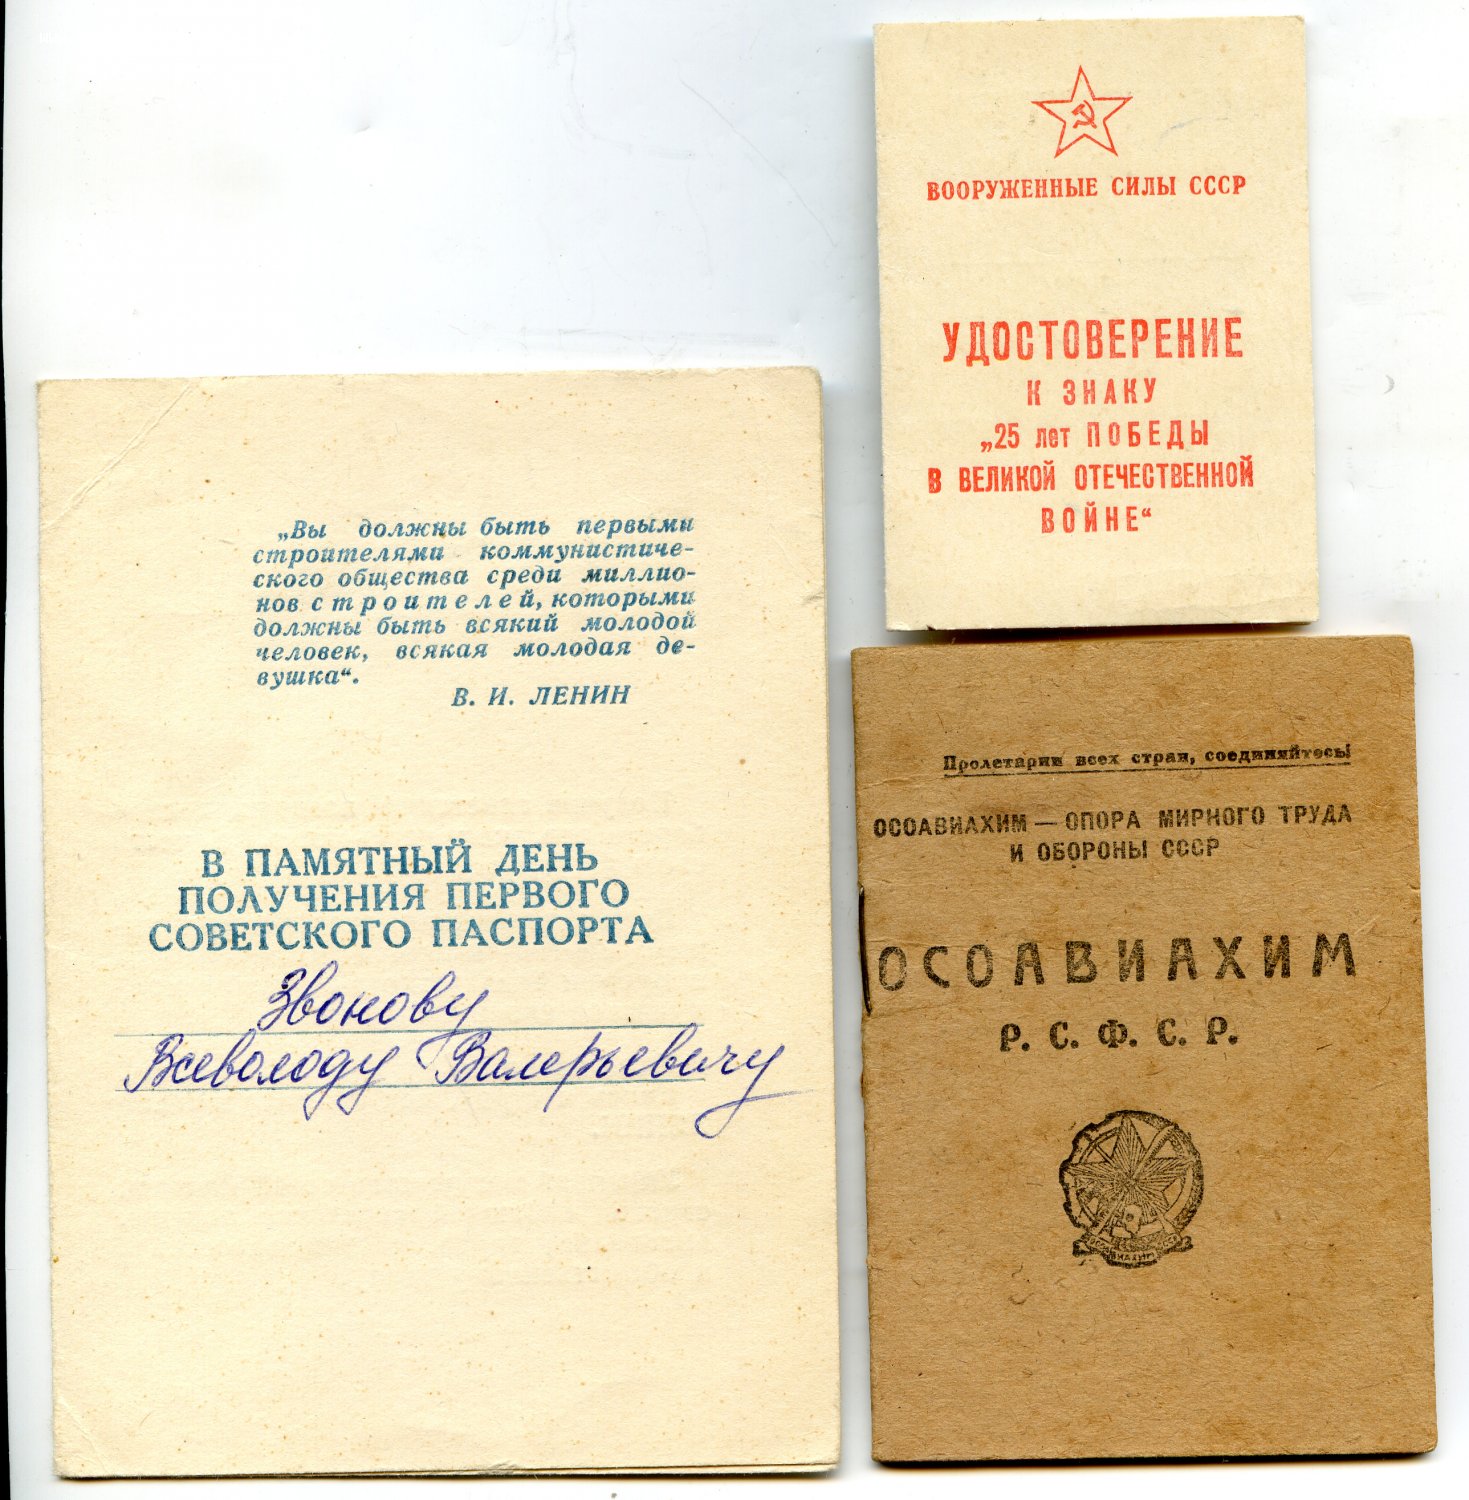 „Вы должны быть первыми
строителями коммунистиче-
ского общества среди миллио-
нов строителей, которыми
должны быть всякий молодой
человек, всякая молодая де-
вушка“.
В. И. ЛЕНИН
В ПАМЯТНЫЙ ДЕНЬ
ПОЛУЧЕНИЯ ПЕРВОГО
СОВЕТСКОГО ПАСПОРТА
Звонову
Всеволоду Валерьевичу
ВООРУЖЕННЫЕ СИЛЫ СССР
УДОСТОВЕРЕНИЕ
К ЗНАКУ
„25 лет ПОБЕДЫ
В ВЕЛИКОЙ ОТЕЧЕСТВЕННОЙ
ВОЙНЕ“
Пролетарии всех стран, соединяйтесь!
ОСОАВИАХИМ — ОПОРА МИРНОГО ТРУДА
И ОБОРОНЫ СССР
ОСОАВИАХИМ
Р. С. Ф. С. Р.
ОСОАВИАХИМ СССР